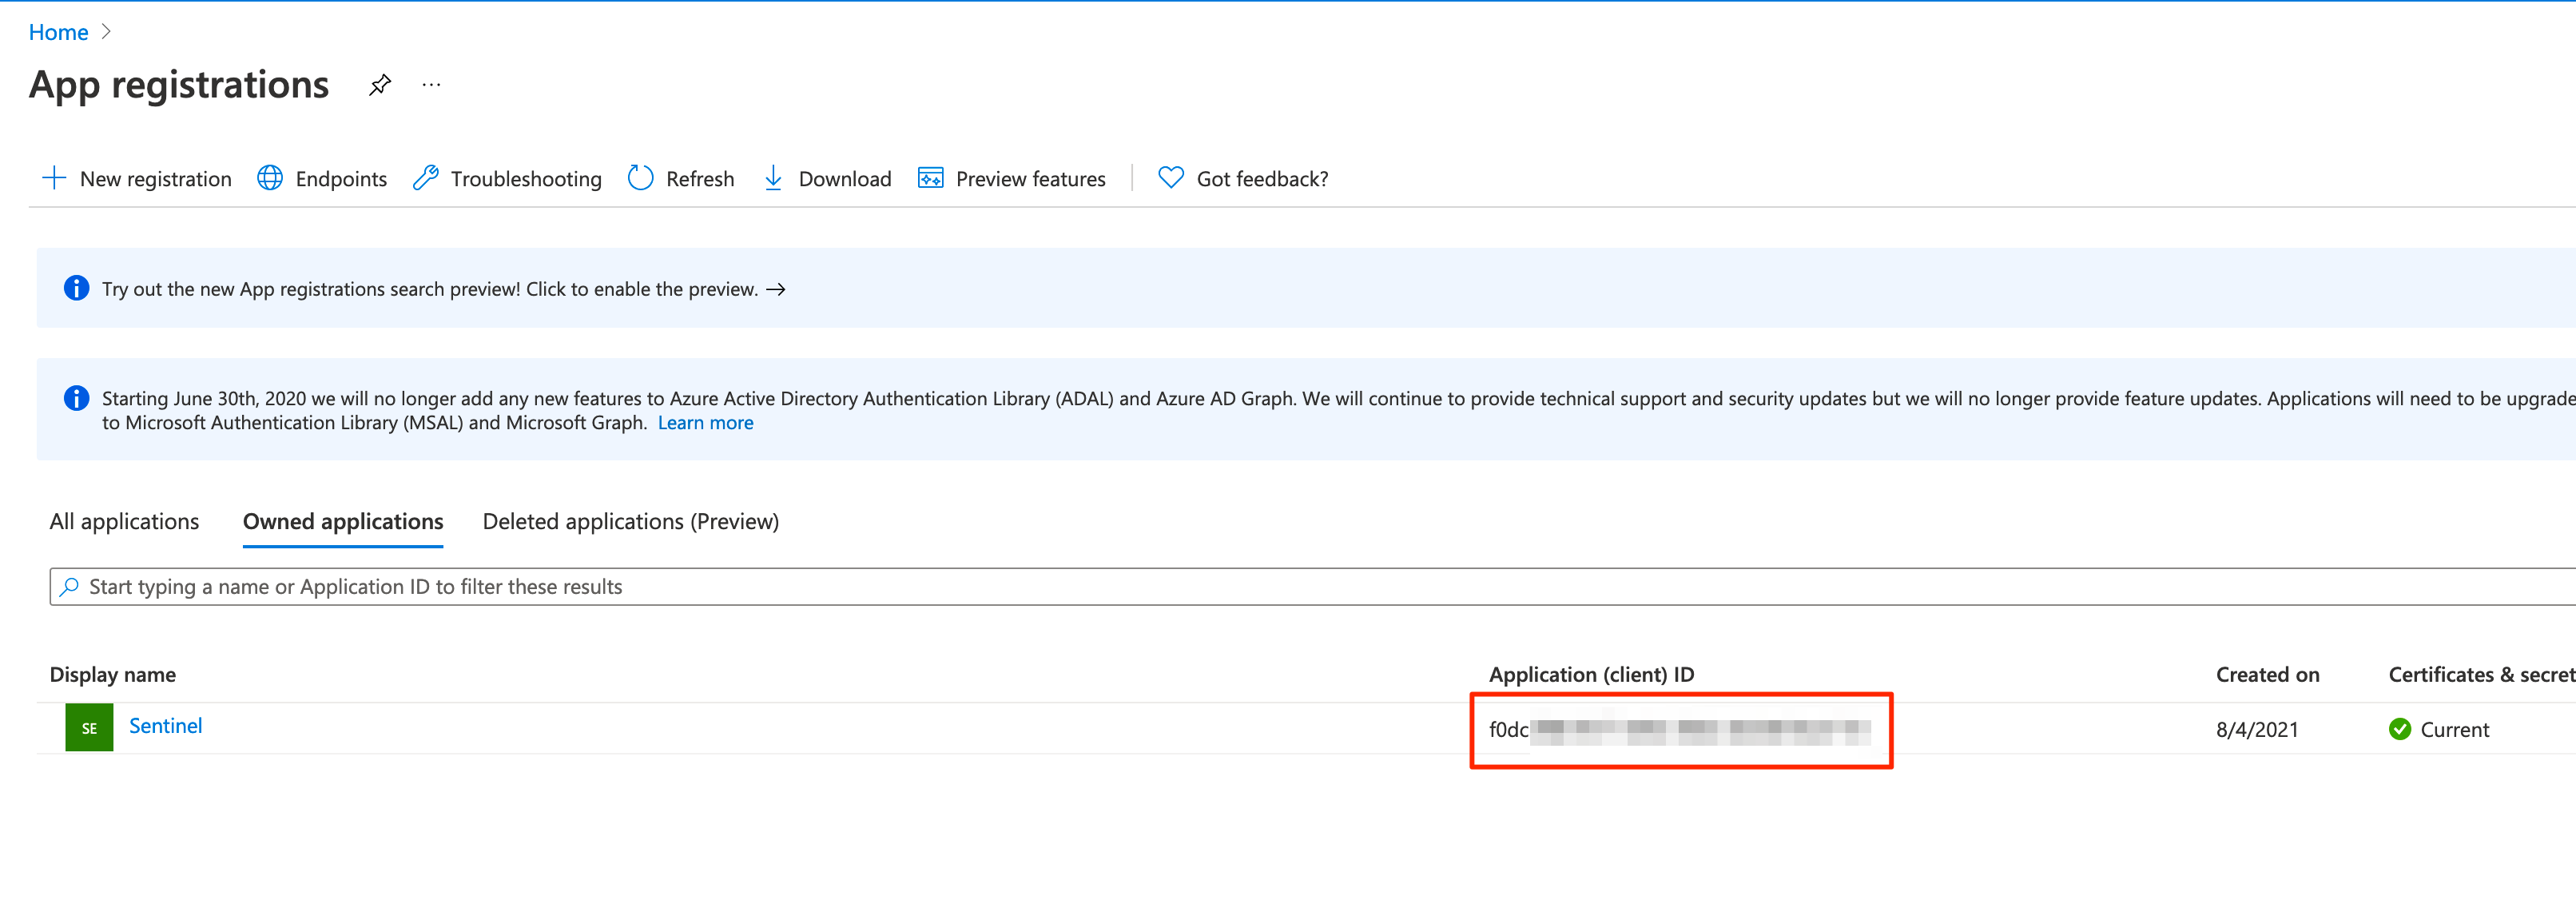 Home
App registrations
New registration Endpoints Troubleshooting Refresh Download Preview features Got feedback?
Try out the new App registrations search preview! Click to enable the preview. →
Starting June 30th, 2020 we will no longer add any new features to Azure Active Directory Authentication Library (ADAL) and Azure AD Graph. We will continue to provide technical support and security updates but we will no longer provide feature updates. Applications will need to be upgrade
to Microsoft Authentication Library (MSAL) and Microsoft Graph. Learn more
All applications Owned applications Deleted applications (Preview)
Start typing a name or Application ID to filter these results
Display name Application (client) ID Created on Certificates & secret
SE Sentinel f0dc 8/4/2021 Current